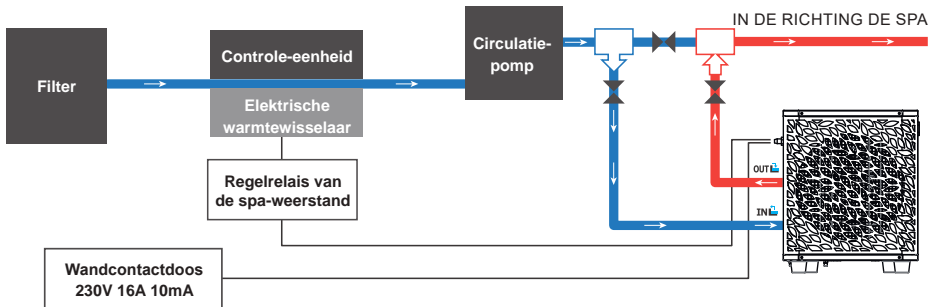 Filter
Controle-eenheid
Elektrische
warmtewisselaar
Regelrelais van
de spa-weerstand
Wandcontactdoos
230V 16A 10mA
Circulatie-
pomp
IN DE RICHTING DE SPA
OUT
IN